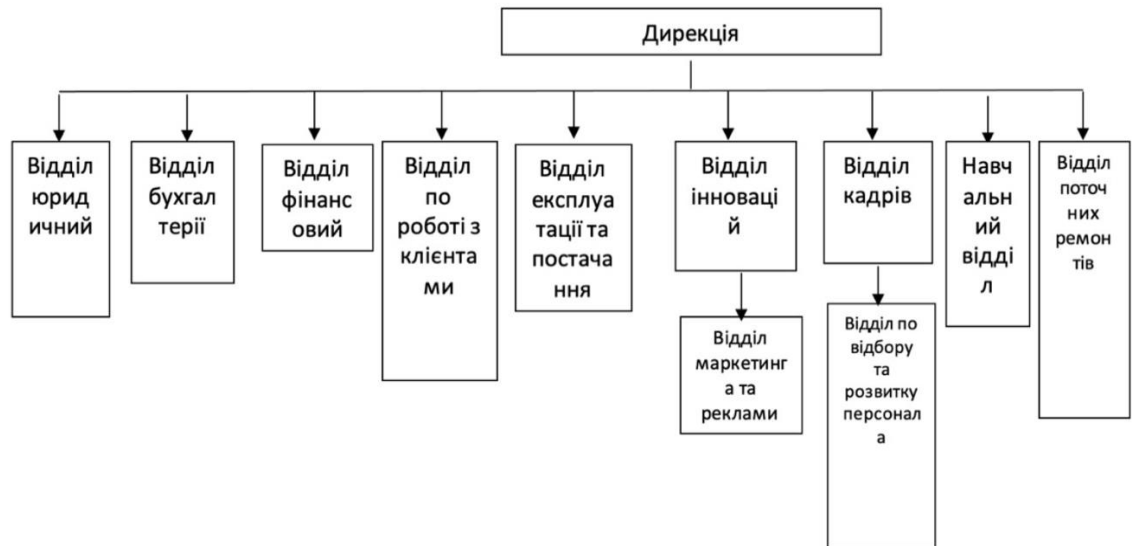 Дирекція
Відділ
юрид
ичний
Відділ
бухгал
терії
Відділ
фінанс
овий
Відділ
по
роботі з
клієнта
ми
Відділ
експлуа
тації та
постача
ння
Відділ
інноваці
й
Відділ
кадрів
Навч
альн
ий
відді
л
Відділ
поточ
них
ремон
тів
Відділ
маркетинг
а та
реклами
Відділ по
відбору
та
розвитку
персонал
а